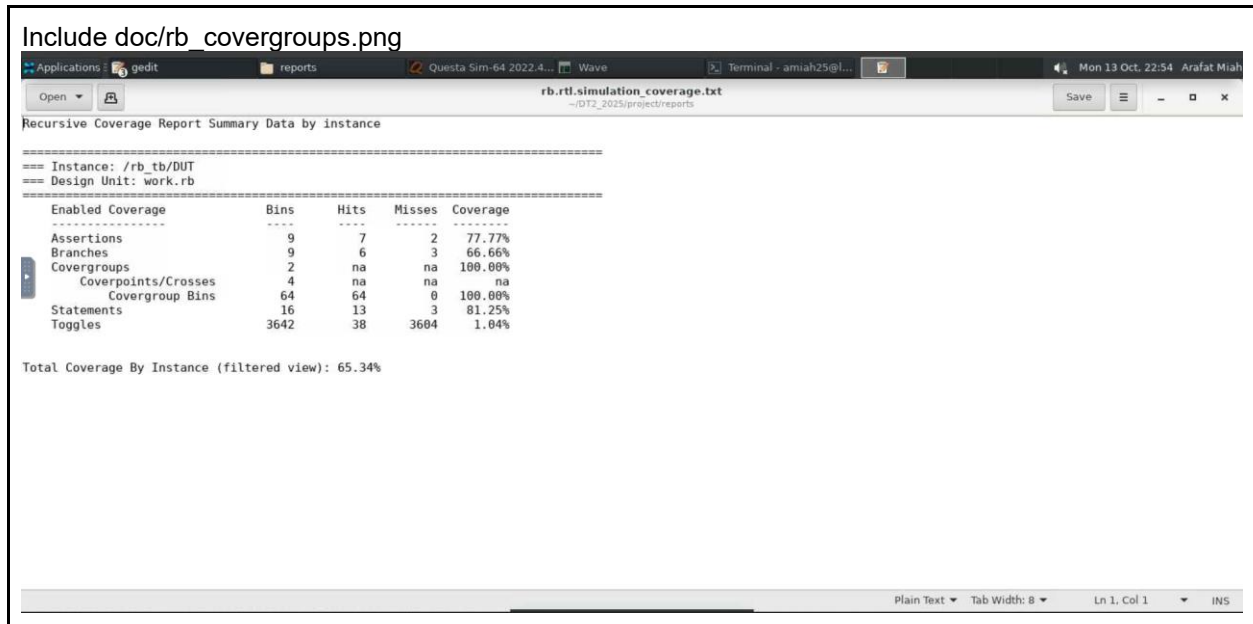 Include doc/rb_covergroups.png
Applications gedit reports Questa Sim-64 2022.4... Wave Terminal - amiah25@l... Mon 13 Oct, 22:54 Arafat Miah
Open rb.rtl.simulation_coverage.txt Save
~/DT2_2025/project/reports
Recursive Coverage Report Summary Data by instance
=================================================================================
=== Instance: /rb_tb/DUT
=== Design Unit: work.rb
=================================================================================
Enabled Coverage Bins Hits Misses Coverage
---------------- ---- ---- ------ --------
Assertions 9 7 2 77.77%
Branches 9 6 3 66.66%
Covergroups 2 na na 100.00%
Coverpoints/Crosses 4 na na na
Covergroup Bins 64 64 0 100.00%
Statements 16 13 3 81.25%
Toggles 3642 38 3604 1.04%
Total Coverage By Instance (filtered view): 65.34%
Plain Text Tab Width: 8 Ln 1, Col 1 INS